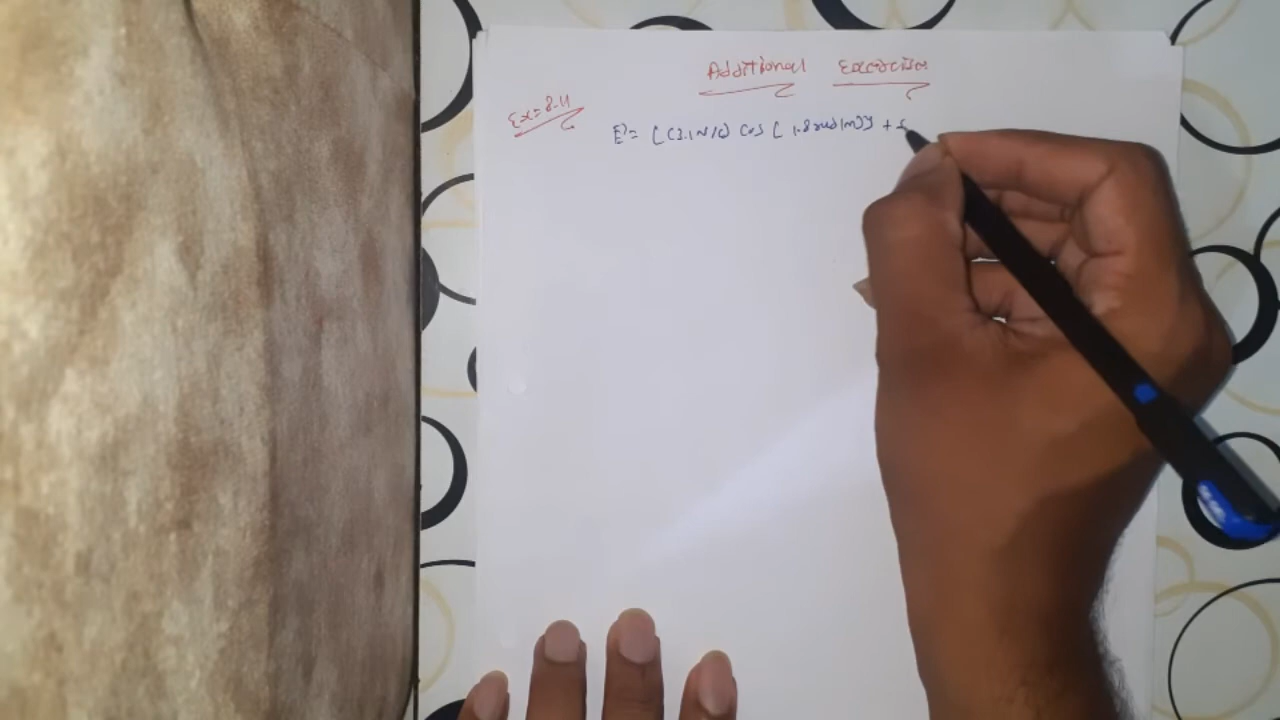 Additional Exercise
Ex=8.11
E = [(3.1 N/C) Cos [ 1.8 rad/m)y +